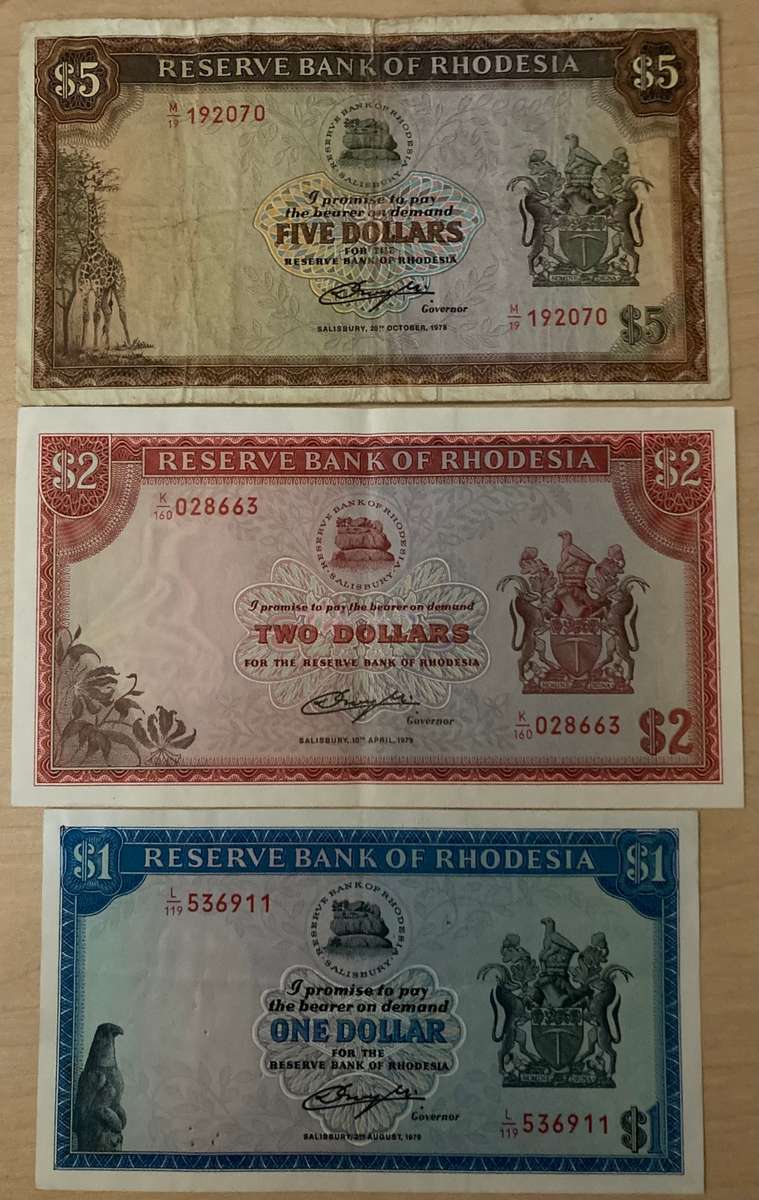 $5 RESERVE BANK OF RHODESIA $5
M/19 192070
RESERVE BANK OF RHODESIA
· SALISBURY ·
I promise to pay
the bearer on demand
FIVE DOLLARS
FOR THE
RESERVE BANK OF RHODESIA
Governor
M/19 192070 $5
SALISBURY, 20TH OCTOBER, 1978
$2 RESERVE BANK OF RHODESIA $2
K/160 028663
RESERVE BANK OF RHODESIA
· SALISBURY ·
I promise to pay the bearer on demand
TWO DOLLARS
FOR THE RESERVE BANK OF RHODESIA
Governor
K/160 028663 $2
SALISBURY, 10TH APRIL, 1979
$1 RESERVE BANK OF RHODESIA $1
L/119 536911
RESERVE BANK OF RHODESIA
· SALISBURY ·
I promise to pay
the bearer on demand
ONE DOLLAR
FOR THE
RESERVE BANK OF RHODESIA
Governor
L/119 536911 $1
SALISBURY, 2ND AUGUST, 1979